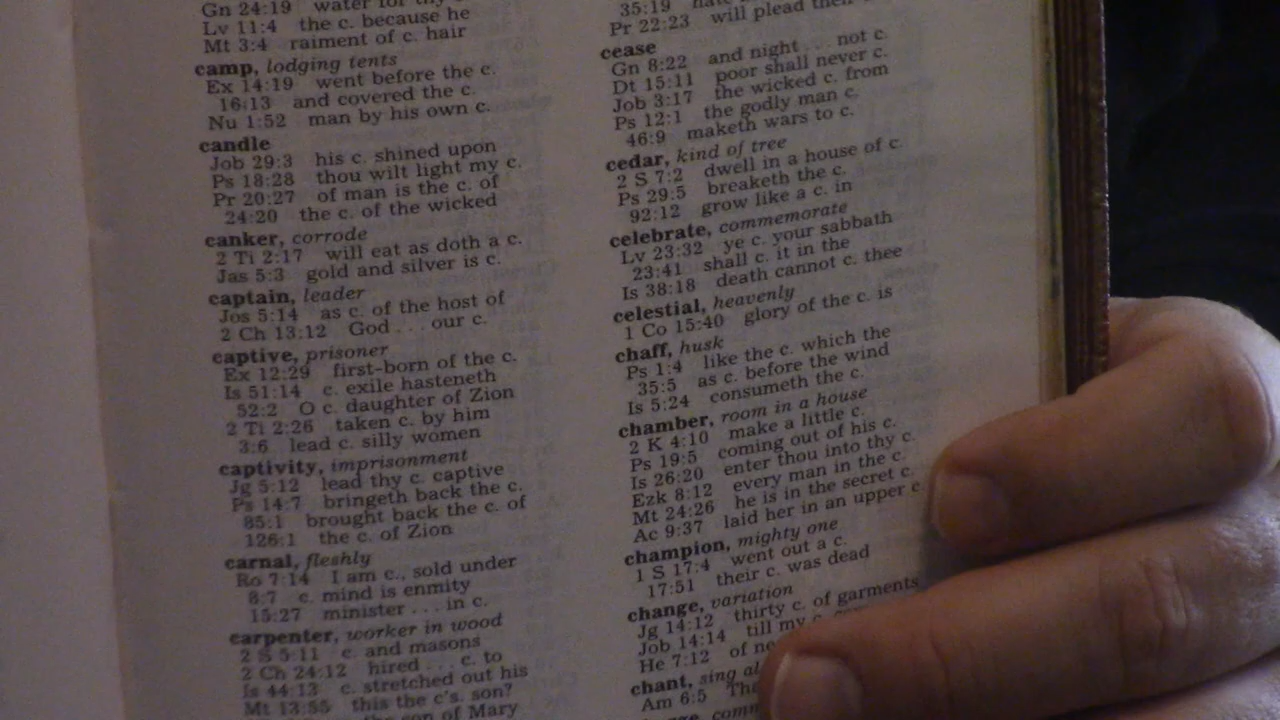 Gn 24:19 water for thy
Lv 11:4 the c. because he
Mt 3:4 raiment of c. hair
camp, lodging tents
Ex 14:19 went before the c.
16:13 and covered the c.
Nu 1:52 man by his own c.
candle
Job 29:3 his c. shined upon
Ps 18:28 thou wilt light my c.
Pr 20:27 of man is the c. of
24:20 the c. of the wicked
canker, corrode
2 Ti 2:17 will eat as doth a c.
Jas 5:3 gold and silver is c.
captain, leader
Jos 5:14 as c. of the host of
2 Ch 13:12 God . . . our c.
captive, prisoner
Ex 12:29 first-born of the c.
Is 51:14 c. exile hasteneth
52:2 O c. daughter of Zion
2 Ti 2:26 taken c. by him
3:6 lead c. silly women
captivity, imprisonment
Jg 5:12 lead thy c. captive
Ps 14:7 bringeth back the c.
85:1 brought back the c. of
126:1 the c. of Zion
carnal, fleshly
Ro 7:14 I am c., sold under
8:7 c. mind is enmity
15:27 minister . . . in c.
carpenter, worker in wood
2 S 5:11 c. and masons
2 Ch 24:12 hired . . . c. to
Is 44:13 c. stretched out his
Mt 13:55 this the c's. son?
the son of Mary
35:19 hate
Pr 22:23 will plead their
cease
Gn 8:22 and night . . . not c.
Dt 15:11 poor shall never c.
Job 3:17 the wicked c. from
Ps 12:1 the godly man c.
46:9 maketh wars to c.
cedar, kind of tree
2 S 7:2 dwell in a house of c.
Ps 29:5 breaketh the c.
92:12 grow like a c. in
celebrate, commemorate
Lv 23:32 ye c. your sabbath
23:41 shall c. it in the
Is 38:18 death cannot c. thee
celestial, heavenly
1 Co 15:40 glory of the c. is
chaff, husk
Ps 1:4 like the c. which the
35:5 as c. before the wind
Is 5:24 consumeth the c.
chamber, room in a house
2 K 4:10 make a little c.
Ps 19:5 coming out of his c.
Is 26:20 enter thou into thy c.
Ezk 8:12 every man in the c.
Mt 24:26 he is in the secret c.
Ac 9:37 laid her in an upper c.
champion, mighty one
1 S 17:4 went out a c.
17:51 their c. was dead
change, variation
Jg 14:12 thirty c. of garments
Job 14:14 till my c.
He 7:12 of ne
chant, sing al
Am 6:5 Tha